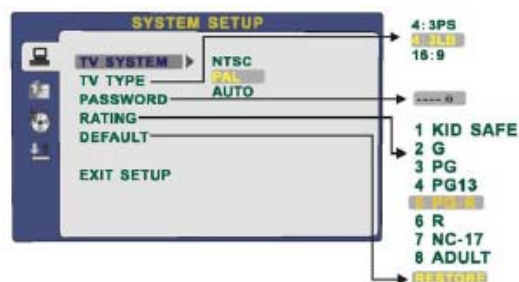 SYSTEM SETUP
TV SYSTEM
NTSC
PAL
AUTO
TV TYPE
PASSWORD
RATING
DEFAULT
EXIT SETUP
4:3PS
4:3LB
16:9
----
1 KID SAFE
2 G
3 PG
4 PG13
5 PG-R
6 R
7 NC-17
8 ADULT
RESTORE